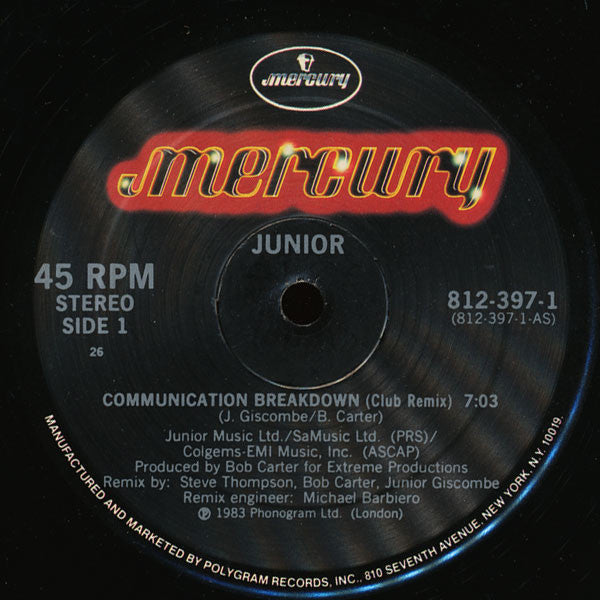 mercury
mercury
JUNIOR
45 RPM
STEREO
SIDE 1
26
812-397-1
(812-397-1-AS)
COMMUNICATION BREAKDOWN (Club Remix) 7:03
(J. Giscombe/B. Carter)
Junior Music Ltd./SaMusic Ltd. (PRS)/
Colgems-EMI Music, Inc. (ASCAP)
Produced by Bob Carter for Extreme Productions
Remix by: Steve Thompson, Bob Carter, Junior Giscombe
Remix engineer: Michael Barbiero
℗ 1983 Phonogram Ltd. (London)
MANUFACTURED AND MARKETED BY POLYGRAM RECORDS, INC., 810 SEVENTH AVENUE, NEW YORK, N.Y. 10019.